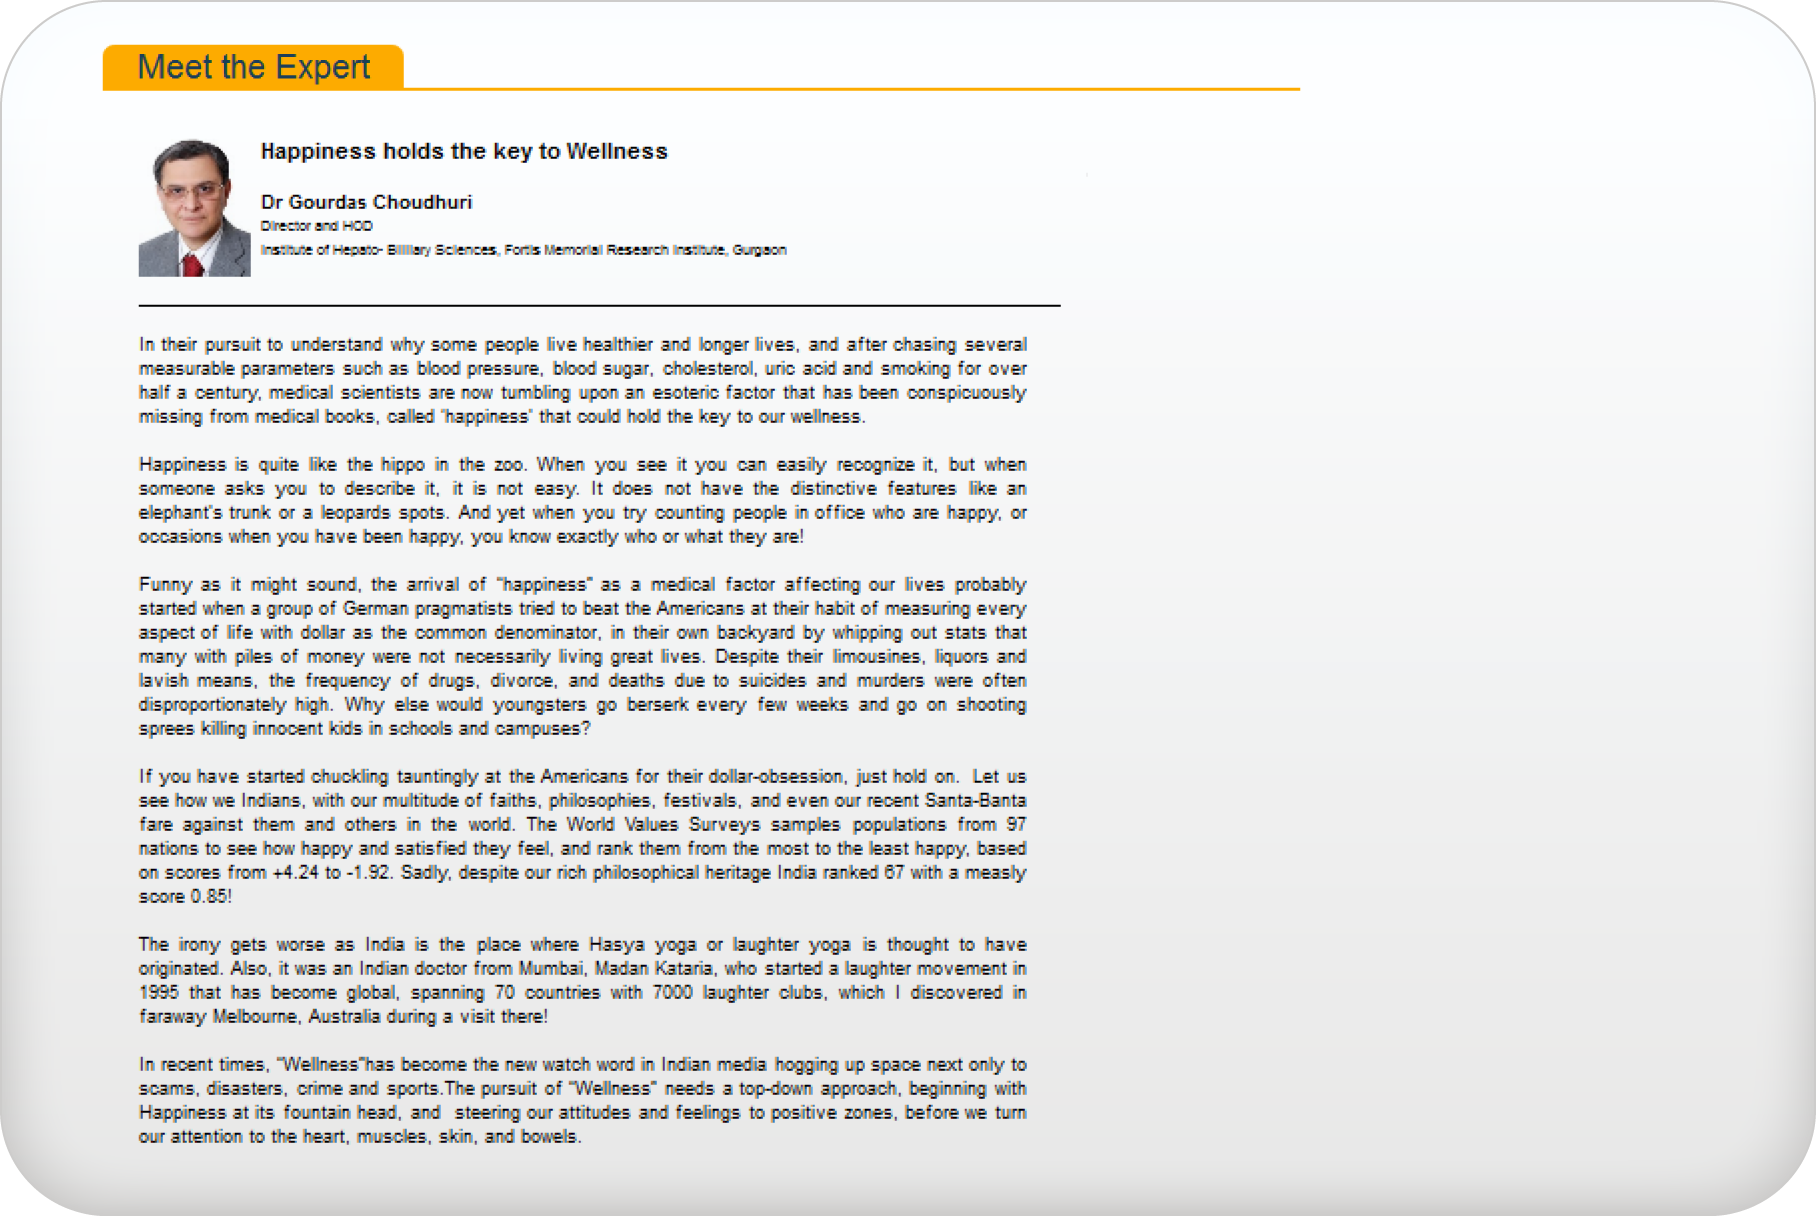 Meet the Expert
Happiness holds the key to Wellness
Dr Gourdas Choudhuri
Director and HOD
Institute of Hepato- Billiary Sciences, Fortis Memorial Research Institute, Gurgaon
In their pursuit to understand why some people live healthier and longer lives, and after chasing several
measurable parameters such as blood pressure, blood sugar, cholesterol, uric acid and smoking for over
half a century, medical scientists are now tumbling upon an esoteric factor that has been conspicuously
missing from medical books, called 'happiness' that could hold the key to our wellness.
Happiness is quite like the hippo in the zoo. When you see it you can easily recognize it, but when
someone asks you to describe it, it is not easy. It does not have the distinctive features like an
elephant's trunk or a leopards spots. And yet when you try counting people in office who are happy, or
occasions when you have been happy, you know exactly who or what they are!
Funny as it might sound, the arrival of "happiness" as a medical factor affecting our lives probably
started when a group of German pragmatists tried to beat the Americans at their habit of measuring every
aspect of life with dollar as the common denominator, in their own backyard by whipping out stats that
many with piles of money were not necessarily living great lives. Despite their limousines, liquors and
lavish means, the frequency of drugs, divorce, and deaths due to suicides and murders were often
disproportionately high. Why else would youngsters go berserk every few weeks and go on shooting
sprees killing innocent kids in schools and campuses?
If you have started chuckling tauntingly at the Americans for their dollar-obsession, just hold on. Let us
see how we Indians, with our multitude of faiths, philosophies, festivals, and even our recent Santa-Banta
fare against them and others in the world. The World Values Surveys samples populations from 97
nations to see how happy and satisfied they feel, and rank them from the most to the least happy, based
on scores from +4.24 to -1.92. Sadly, despite our rich philosophical heritage India ranked 67 with a measly
score 0.85!
The irony gets worse as India is the place where Hasya yoga or laughter yoga is thought to have
originated. Also, it was an Indian doctor from Mumbai, Madan Kataria, who started a laughter movement in
1995 that has become global, spanning 70 countries with 7000 laughter clubs, which I discovered in
faraway Melbourne, Australia during a visit there!
In recent times, "Wellness"has become the new watch word in Indian media hogging up space next only to
scams, disasters, crime and sports.The pursuit of "Wellness" needs a top-down approach, beginning with
Happiness at its fountain head, and steering our attitudes and feelings to positive zones, before we turn
our attention to the heart, muscles, skin, and bowels.